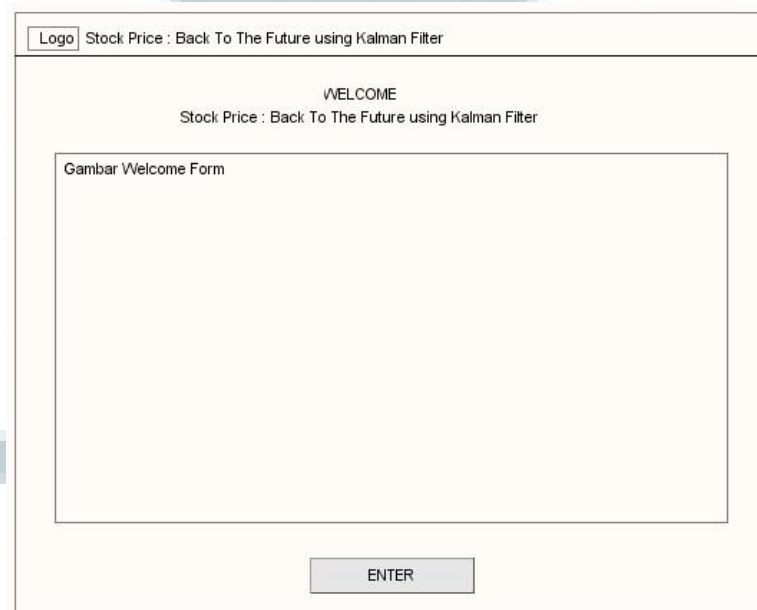 Logo Stock Price : Back To The Future using Kalman Filter
WELCOME
Stock Price : Back To The Future using Kalman Filter
Gambar Welcome Form
ENTER